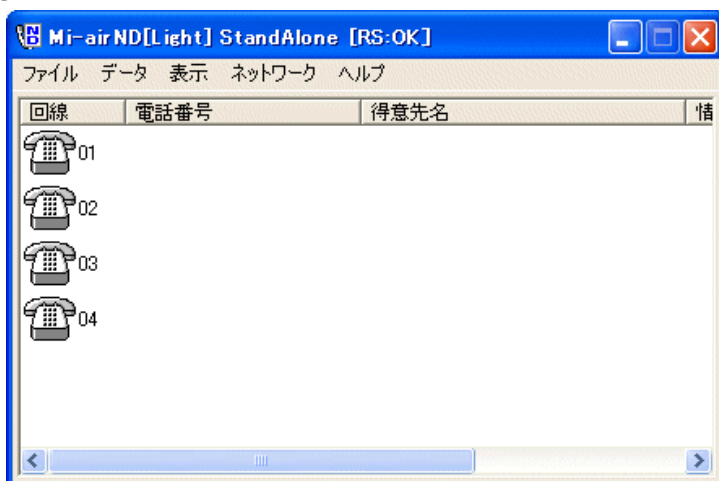 Mi-airND[Light] StandAlone [RS:OK]
ファイル データ 表示 ネットワーク ヘルプ
回線 電話番号 得意先名
01
02
03
04